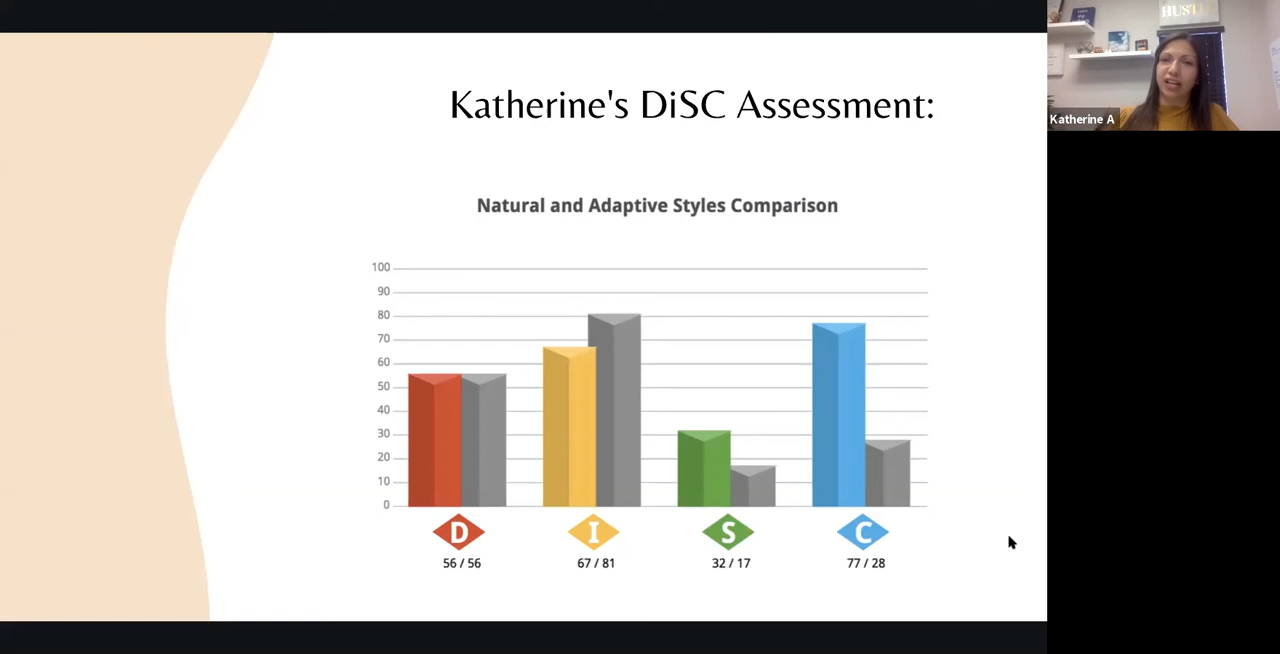 Katherine's DiSC Assessment:
Natural and Adaptive Styles Comparison
100
90
80
70
60
50
40
30
20
10
0
D I S C
56 / 56 67 / 81 32 / 17 77 / 28
Katherine A